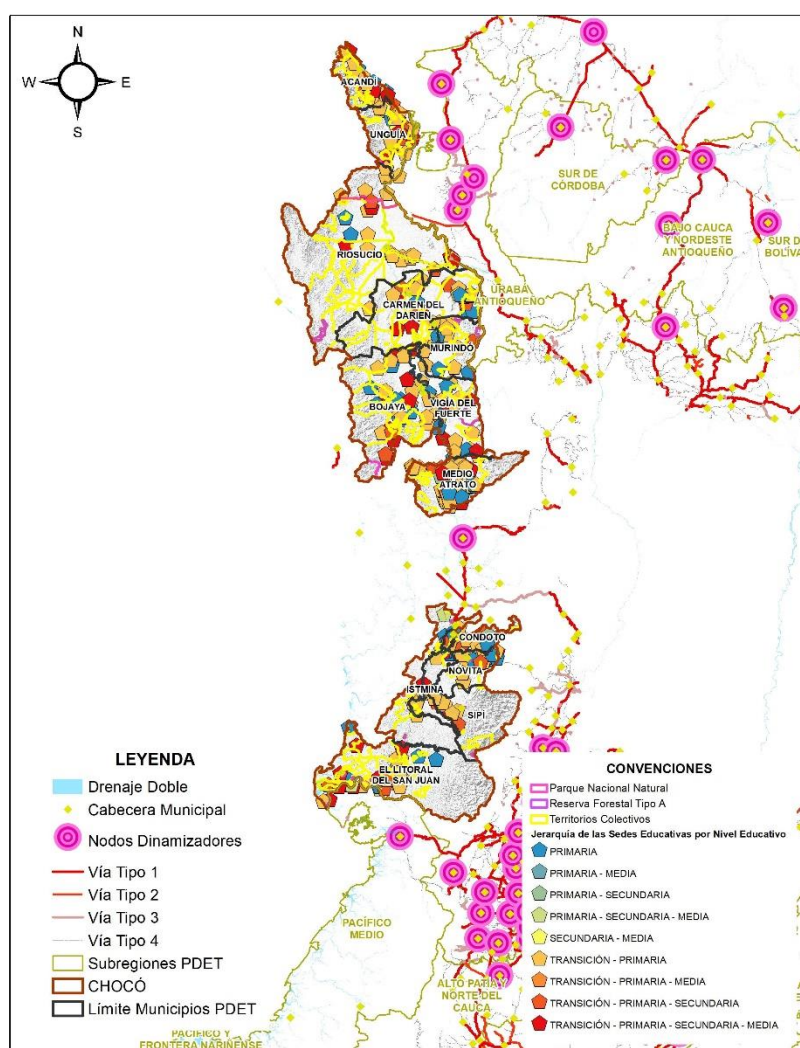 N
W
E
S
ACANDÍ
UNGUÍA
SUR DE
CÓRDOBA
BAJO CAUCA
Y NORDESTE
ANTIOQUEÑO
SUR D
BOLÍVA
RIOSUCIO
URABÁ
ANTIOQUEÑO
CARMEN DEL
DARIÉN
MURINDÓ
BOJAYA
VIGÍA DEL
FUERTE
MEDIO
ATRATO
CONDOTO
NOVITA
ISTMINA
SIPÍ
EL LITORAL
DEL SAN JUAN
LEYENDA
Drenaje Doble
Cabecera Municipal
Nodos Dinamizadores
Vía Tipo 1
Vía Tipo 2
Vía Tipo 3
Vía Tipo 4
Subregiones PDET
CHOCÓ
Límite Municipios PDET
CONVENCIONES
Parque Nacional Natural
Reserva Forestal Tipo A
Territorios Colectivos
Jerarquía de las Sedes Educativas por Nivel Educativo
PRIMARIA
PRIMARIA - MEDIA
PRIMARIA - SECUNDARIA
PRIMARIA - SECUNDARIA - MEDIA
SECUNDARIA - MEDIA
TRANSICIÓN - PRIMARIA
TRANSICIÓN - PRIMARIA - MEDIA
TRANSICIÓN - PRIMARIA - SECUNDARIA
TRANSICIÓN - PRIMARIA - SECUNDARIA - MEDIA
PACÍFICO
MEDIO
ALTO PATÍA Y
NORTE DEL
CAUCA
PACÍFICO Y
FRONTERA NARIÑENSE